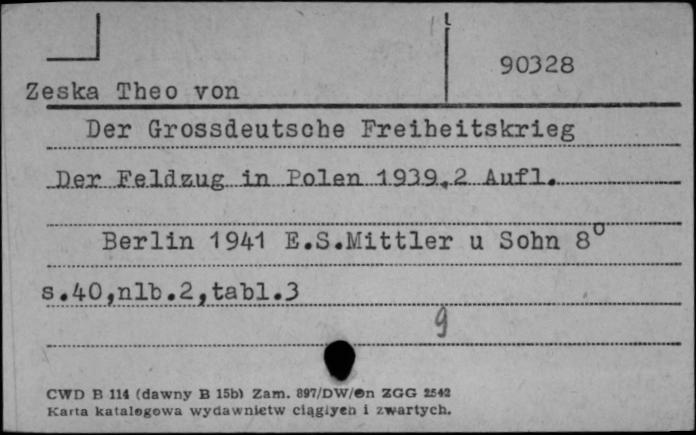 90328
Zeska Theo von
Der Grossdeutsche Freiheitskrieg
Der Feldzug in Polen 1939.2 Aufl.
Berlin 1941 E.S.Mittler u Sohn 8⁰
s.40,nlb.2,tabl.3
9
CWD B 114 (dawny B 15b) Zam. 897/DW/en ZGG 2542
Karta katalogowa wydawnictw ciągłych i zwartych.